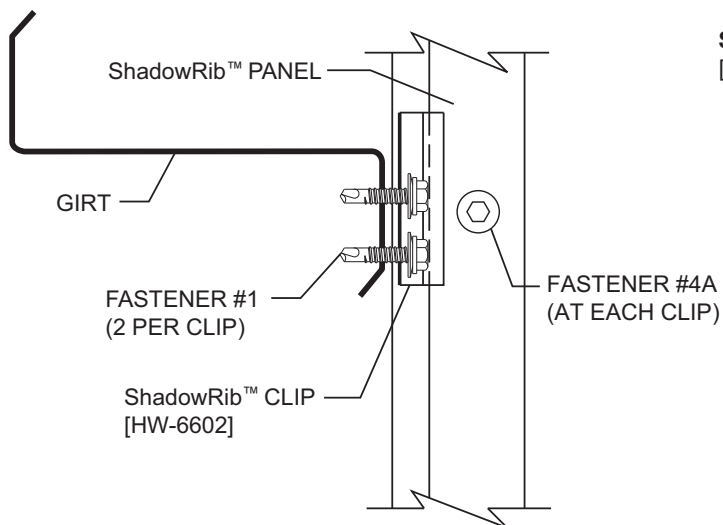 ShadowRib™ PANEL
GIRT
FASTENER #1
(2 PER CLIP)
FASTENER #4A
(AT EACH CLIP)
ShadowRib™ CLIP
[HW-6602]